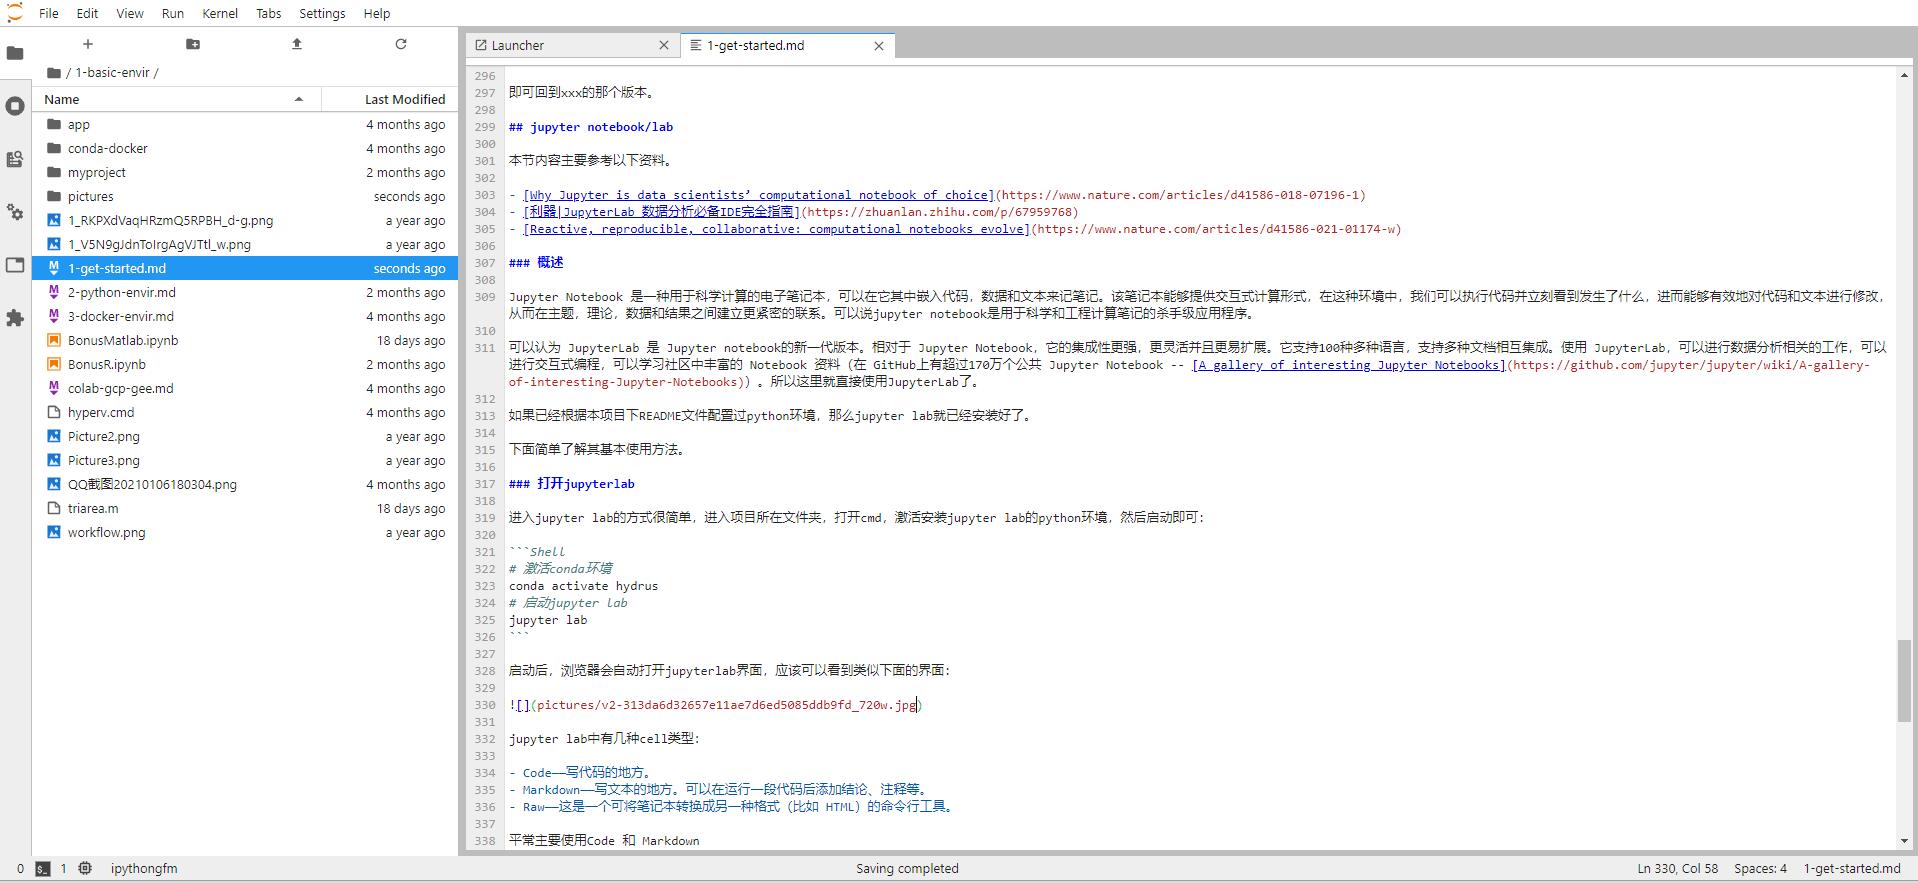 File Edit View Run Kernel Tabs Settings Help
/ 1-basic-envir /
Name Last Modified
app 4 months ago
conda-docker 4 months ago
myproject 2 months ago
pictures seconds ago
1_RKPXdVaqHRzmQ5RPBH_d-g.png a year ago
1_V5N9gJdnToIrgAgVJTtl_w.png a year ago
1-get-started.md seconds ago
2-python-envir.md 2 months ago
3-docker-envir.md 4 months ago
BonusMatlab.ipynb 18 days ago
BonusR.ipynb 2 months ago
colab-gcp-gee.md 4 months ago
hyperv.cmd 4 months ago
Picture2.png a year ago
Picture3.png a year ago
QQ截图20210106180304.png 4 months ago
triarea.m 18 days ago
workflow.png a year ago
Launcher 1-get-started.md
296
297 即可回到xxx的那个版本。
298
299 ## jupyter notebook/lab
300
301 本节内容主要参考以下资料。
302
303 - [Why Jupyter is data scientists’ computational notebook of choice](https://www.nature.com/articles/d41586-018-07196-1)
304 - [利器|JupyterLab 数据分析必备IDE完全指南](https://zhuanlan.zhihu.com/p/67959768)
305 - [Reactive, reproducible, collaborative: computational notebooks evolve](https://www.nature.com/articles/d41586-021-01174-w)
306
307 ### 概述
308
309 Jupyter Notebook 是一种用于科学计算的电子笔记本，可以在它其中嵌入代码，数据和文本来记笔记。该笔记本能够提供交互式计算形式，在这种环境中，我们可以执行代码并立刻看到发生了什么，进而能够有效地对代码和文本进行修改，
从而在主题，理论，数据和结果之间建立更紧密的联系。可以说jupyter notebook是用于科学和工程计算笔记的杀手级应用程序。
310
311 可以认为 JupyterLab 是 Jupyter notebook的新一代版本。相对于 Jupyter Notebook，它的集成性更强，更灵活并且更易扩展。它支持100种多种语言，支持多种文档相互集成。使用 JupyterLab，可以进行数据分析相关的工作，可以
进行交互式编程，可以学习社区中丰富的 Notebook 资料（在 GitHub上有超过170万个公共 Jupyter Notebook -- [A gallery of interesting Jupyter Notebooks](https://github.com/jupyter/jupyter/wiki/A-gallery-
of-interesting-Jupyter-Notebooks)）。所以这里就直接使用JupyterLab了。
312
313 如果已经根据本项目下README文件配置过python环境，那么jupyter lab就已经安装好了。
314
315 下面简单了解其基本使用方法。
316
317 ### 打开jupyterlab
318
319 进入jupyter lab的方式很简单，进入项目所在文件夹，打开cmd，激活安装jupyter lab的python环境，然后启动即可：
320
321 ```Shell
322 # 激活conda环境
323 conda activate hydrus
324 # 启动jupyter lab
325 jupyter lab
326 ```
327
328 启动后，浏览器会自动打开jupyterlab界面，应该可以看到类似下面的界面：
329
330 ![](pictures/v2-313da6d32657e11ae7d6ed5085ddb9fd_720w.jpg)
331
332 jupyter lab中有几种cell类型：
333
334 - Code——写代码的地方。
335 - Markdown——写文本的地方。可以在运行一段代码后添加结论、注释等。
336 - Raw——这是一个可将笔记本转换成另一种格式（比如 HTML）的命令行工具。
337
338 平常主要使用Code 和 Markdown
0 $_ 1 ipythongfm Saving completed Ln 330, Col 58 Spaces: 4 1-get-started.md